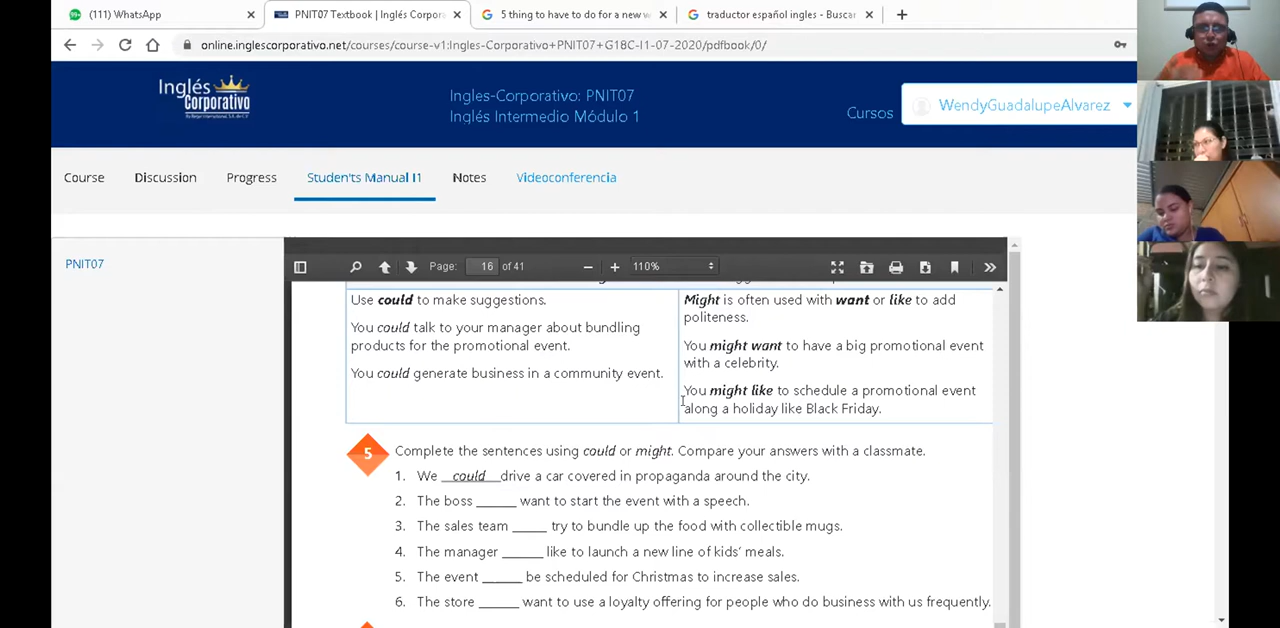 (111) WhatsApp
PNIT07 Textbook | Inglés Corpora
5 thing to have to do for a new w
traductor español ingles - Buscar
online.inglescorporativo.net/courses/course-v1:Ingles-Corporativo+PNIT07+G18C-I1-07-2020/pdfbook/0/
Inglés
Corporativo
Ingles-Corporativo: PNIT07
Inglés Intermedio Módulo 1
Cursos
WendyGuadalupeAlvarez
Course
Discussion
Progress
Studen'ts Manual I1
Notes
Videoconferencia
PNIT07
Page: 16 of 41
110%
Use could to make suggestions.
You could talk to your manager about bundling
products for the promotional event.
You could generate business in a community event.
Might is often used with want or like to add
politeness.
You might want to have a big promotional event
with a celebrity.
You might like to schedule a promotional event
along a holiday like Black Friday.
5 Complete the sentences using could or might. Compare your answers with a classmate.
1. We __could__drive a car covered in propaganda around the city.
2. The boss ______ want to start the event with a speech.
3. The sales team _____ try to bundle up the food with collectible mugs.
4. The manager ______ like to launch a new line of kids' meals.
5. The event ______ be scheduled for Christmas to increase sales.
6. The store ______ want to use a loyalty offering for people who do business with us frequently.